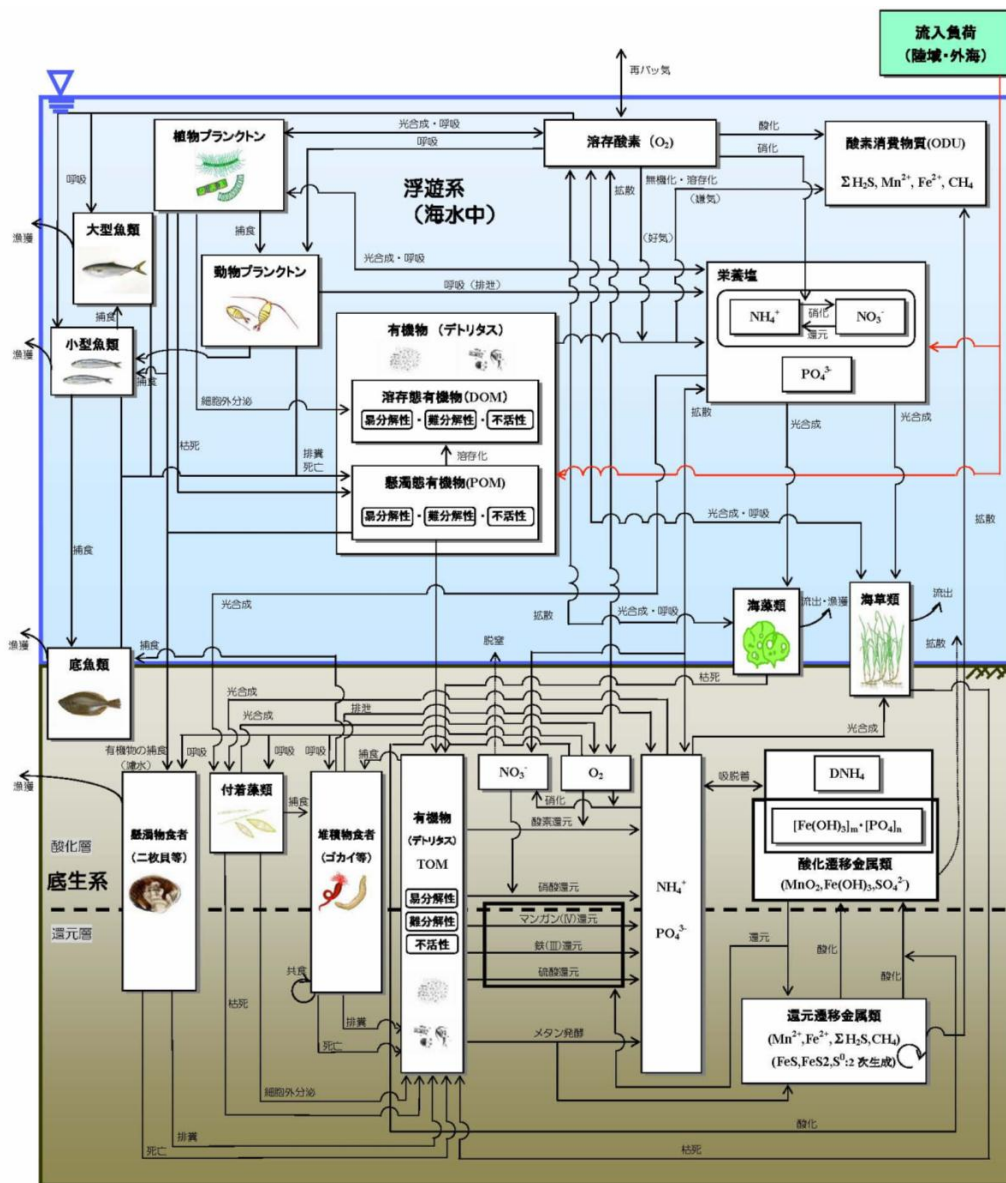 流入負荷
(陸域・外海)
再バッ気
植物プランクトン
光合成・呼吸
呼吸
溶存酸素（O₂）
酸化
硝化
酸素消費物質(ODU)
ΣH₂S, Mn²⁺, Fe²⁺, CH₄
呼吸
浮遊系
（海水中）
拡散
無機化・溶存化
（嫌気）
（好気）
漁獲
大型魚類
捕食
動物プランクトン
光合成・呼吸
呼吸（排泄）
栄養塩
NH₄⁺
硝化
還元
NO₃⁻
PO₄³⁻
捕食
漁獲
小型魚類
捕食
有機物 （デトリタス）
細胞外分泌
溶存態有機物(DOM)
易分解性・難分解性・不活性
溶存化
懸濁態有機物(POM)
易分解性・難分解性・不活性
枯死
排糞
死亡
拡散
光合成
光合成
光合成・呼吸
拡散
捕食
光合成
拡散
光合成・呼吸
海藻類
流出・漁獲
海草類
流出
拡散
漁獲
底魚類
捕食
脱窒
枯死
光合成
光合成
排泄
有機物の捕食
（濾水）
呼吸
呼吸
呼吸
捕食
光合成
漁獲
懸濁物食者
（二枚貝等）
付着藻類
捕食
堆積物食者
（ゴカイ等）
有機物
（デトリタス）
TOM
易分解性
難分解性
不活性
NO₃⁻
O₂
硝化
酸素還元
硝酸還元
マンガン(Ⅳ)還元
鉄(Ⅲ)還元
硫酸還元
メタン発酵
NH₄⁺
PO₄³⁻
吸脱着
DNH₄
[Fe(OH)₃]m・[PO₄]n
酸化遷移金属類
(MnO₂,Fe(OH)₃,SO₄²⁻)
酸化層
底生系
還元層
還元
酸化
酸化
還元遷移金属類
(Mn²⁺,Fe²⁺,ΣH₂S,CH₄)
(FeS,FeS2,S⁰:2 次生成)
共食
枯死
排糞
死亡
細胞外分泌
排糞
死亡
酸化
枯死